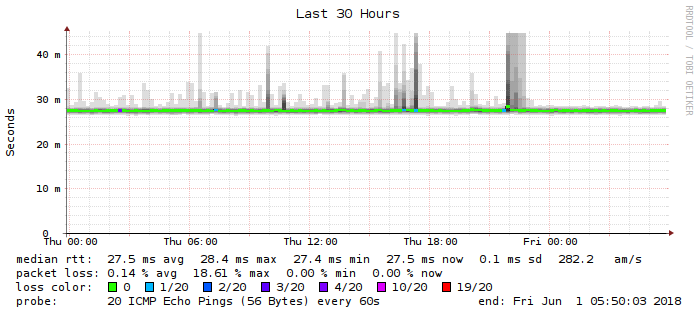 Last 30 Hours
RRDTOOL / TOBI OETIKER
Seconds
40 m
30 m
20 m
10 m
0
Thu 00:00 Thu 06:00 Thu 12:00 Thu 18:00 Fri 00:00
median rtt: 27.5 ms avg 28.4 ms max 27.4 ms min 27.5 ms now 0.1 ms sd 282.2 am/s
packet loss: 0.14 % avg 18.61 % max 0.00 % min 0.00 % now
loss color: 0 1/20 2/20 3/20 4/20 10/20 19/20
probe: 20 ICMP Echo Pings (56 Bytes) every 60s end: Fri Jun 1 05:50:03 2018